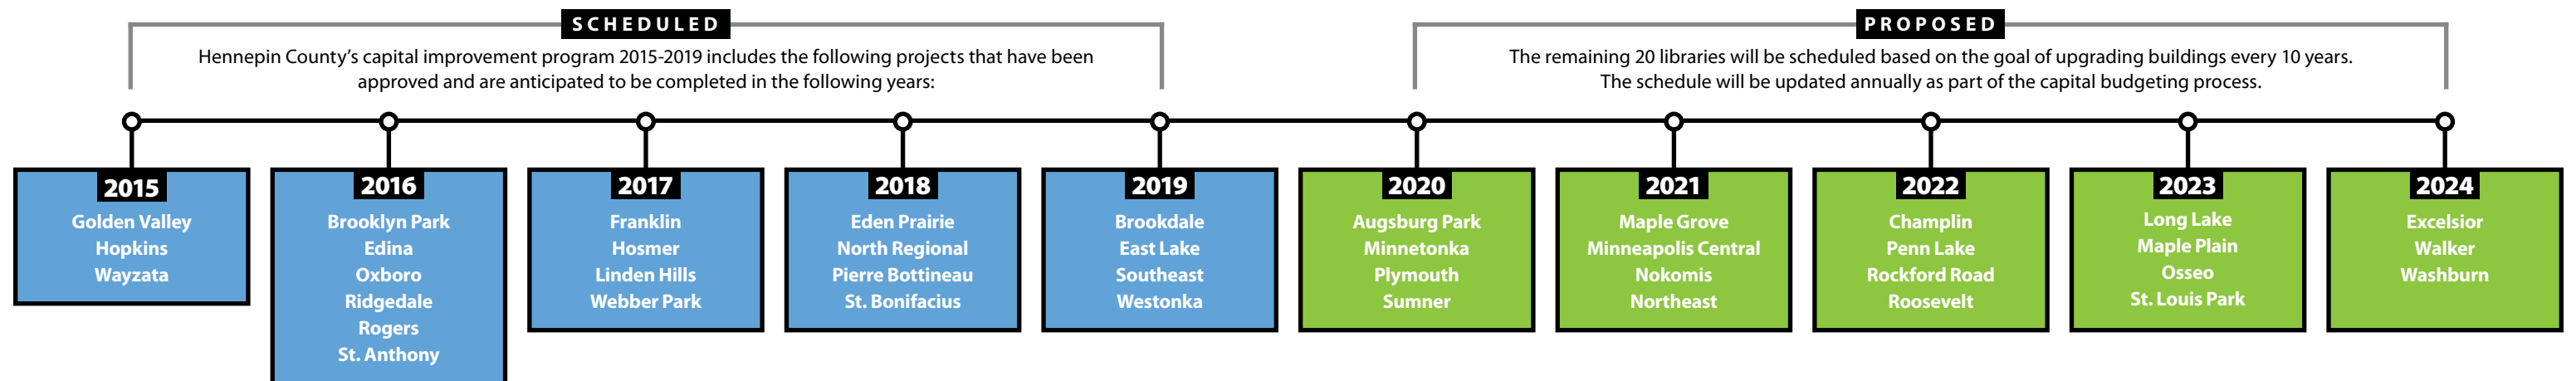 SCHEDULED
Hennepin County's capital improvement program 2015-2019 includes the following projects that have been
approved and are anticipated to be completed in the following years:
PROPOSED
The remaining 20 libraries will be scheduled based on the goal of upgrading buildings every 10 years.
The schedule will be updated annually as part of the capital budgeting process.
2015
Golden Valley
Hopkins
Wayzata
2016
Brooklyn Park
Edina
Oxboro
Ridgedale
Rogers
St. Anthony
2017
Franklin
Hosmer
Linden Hills
Webber Park
2018
Eden Prairie
North Regional
Pierre Bottineau
St. Bonifacius
2019
Brookdale
East Lake
Southeast
Westonka
2020
Augsburg Park
Minnetonka
Plymouth
Sumner
2021
Maple Grove
Minneapolis Central
Nokomis
Northeast
2022
Champlin
Penn Lake
Rockford Road
Roosevelt
2023
Long Lake
Maple Plain
Osseo
St. Louis Park
2024
Excelsior
Walker
Washburn